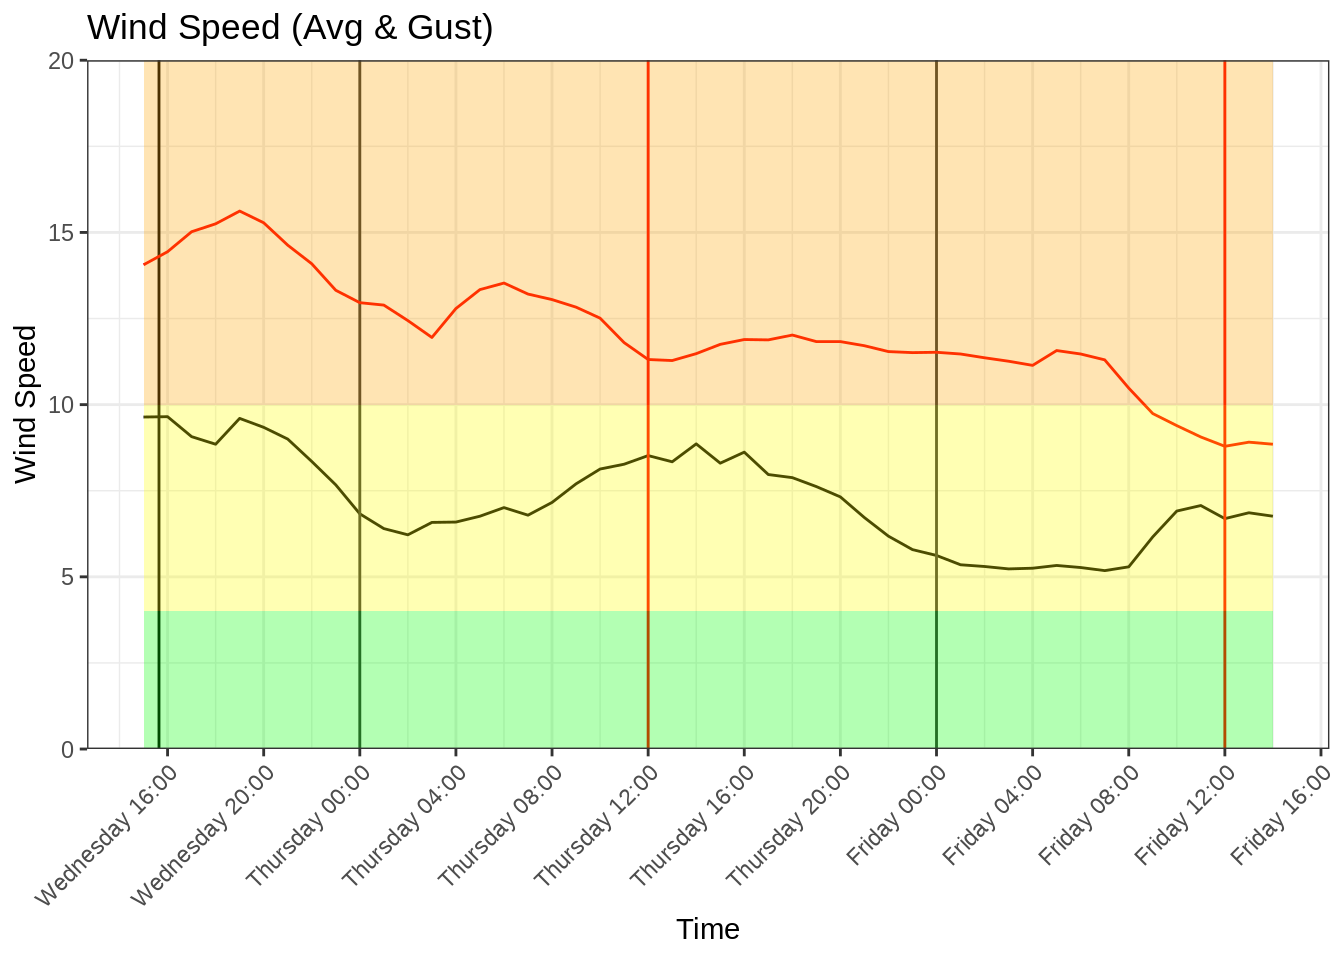 Wind Speed (Avg & Gust)
20
15
10
5
0
Wind Speed
Wednesday 16:00
Wednesday 20:00
Thursday 00:00
Thursday 04:00
Thursday 08:00
Thursday 12:00
Thursday 16:00
Thursday 20:00
Friday 00:00
Friday 04:00
Friday 08:00
Friday 12:00
Friday 16:00
Time